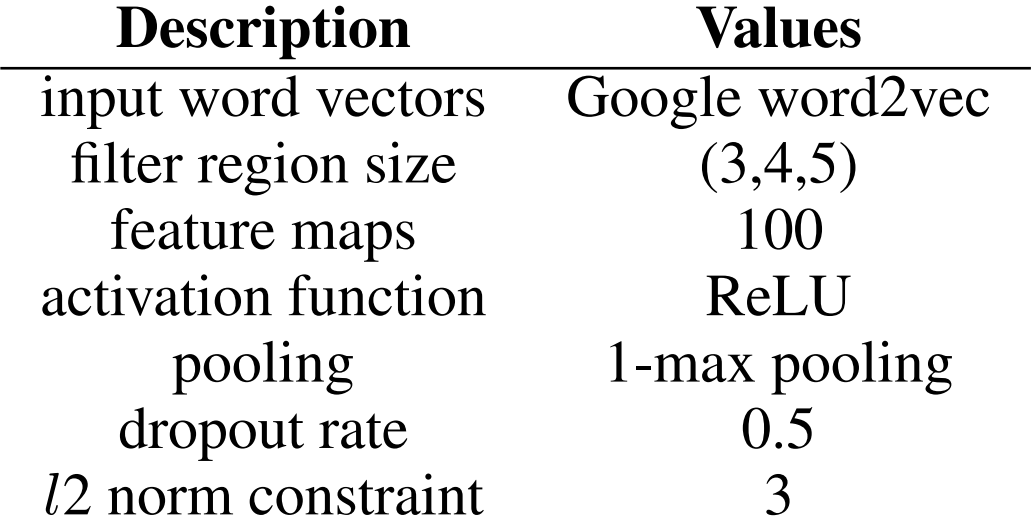 Description Values
input word vectors Google word2vec
filter region size (3,4,5)
feature maps 100
activation function ReLU
pooling 1-max pooling
dropout rate 0.5
l2 norm constraint 3